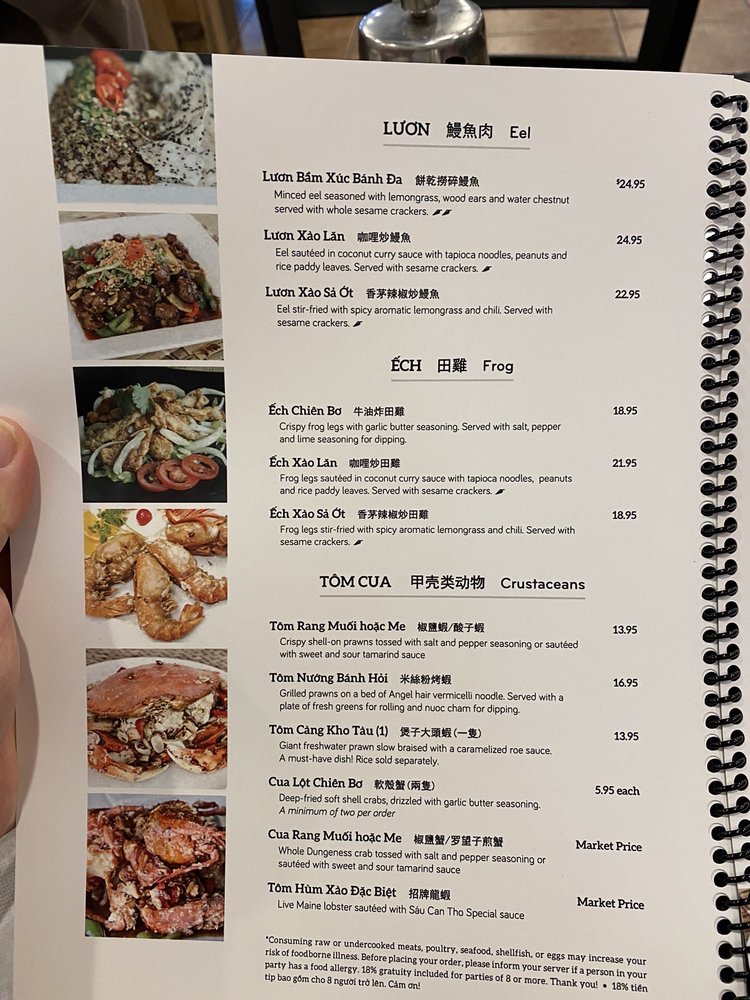 LƯƠN 鰻魚肉 Eel
Lươn Bầm Xúc Bánh Đa 餅乾撈碎鰻魚 $24.95
Minced eel seasoned with lemongrass, wood ears and water chestnut
served with whole sesame crackers.
Lươn Xào Lăn 咖哩炒鰻魚 24.95
Eel sautéed in coconut curry sauce with tapioca noodles, peanuts and
rice paddy leaves. Served with sesame crackers.
Lươn Xào Sả Ớt 香茅辣椒炒鰻魚 22.95
Eel stir-fried with spicy aromatic lemongrass and chili. Served with
sesame crackers.
ẾCH 田雞 Frog
Ếch Chiên Bơ 牛油炸田雞 18.95
Crispy frog legs with garlic butter seasoning. Served with salt, pepper
and lime seasoning for dipping.
Ếch Xào Lăn 咖哩炒田雞 21.95
Frog legs sautéed in coconut curry sauce with tapioca noodles, peanuts
and rice paddy leaves. Served with sesame crackers.
Ếch Xào Sả Ớt 香茅辣椒炒田雞 18.95
Frog legs stir-fried with spicy aromatic lemongrass and chili. Served with
sesame crackers.
TÔM CUA 甲壳类动物 Crustaceans
Tôm Rang Muối hoặc Me 椒鹽蝦/酸子蝦 13.95
Crispy shell-on prawns tossed with salt and pepper seasoning or sautéed
with sweet and sour tamarind sauce
Tôm Nướng Bánh Hỏi 米絲粉烤蝦 16.95
Grilled prawns on a bed of Angel hair vermicelli noodle. Served with a
plate of fresh greens for rolling and nuoc cham for dipping.
Tôm Càng Kho Tàu (1) 煲子大頭蝦(一隻) 13.95
Giant freshwater prawn slow braised with a caramelized roe sauce.
A must-have dish! Rice sold separately.
Cua Lột Chiên Bơ 軟殼蟹(兩隻) 5.95 each
Deep-fried soft shell crabs, drizzled with garlic butter seasoning.
A minimum of two per order
Cua Rang Muối hoặc Me 椒鹽蟹/罗望子煎蟹 Market Price
Whole Dungeness crab tossed with salt and pepper seasoning or
sautéed with sweet and sour tamarind sauce
Tôm Hùm Xào Đặc Biệt 招牌龍蝦 Market Price
Live Maine lobster sautéed with Sáu Can Tho Special sauce
*Consuming raw or undercooked meats, poultry, seafood, shellfish, or eggs may increase your
risk of foodborne illness. Before placing your order, please inform your server if a person in your
party has a food allergy. 18% gratuity included for parties of 8 or more. Thank you! • 18% tiền
tip bao gồm cho 8 người trở lên. Cảm ơn!